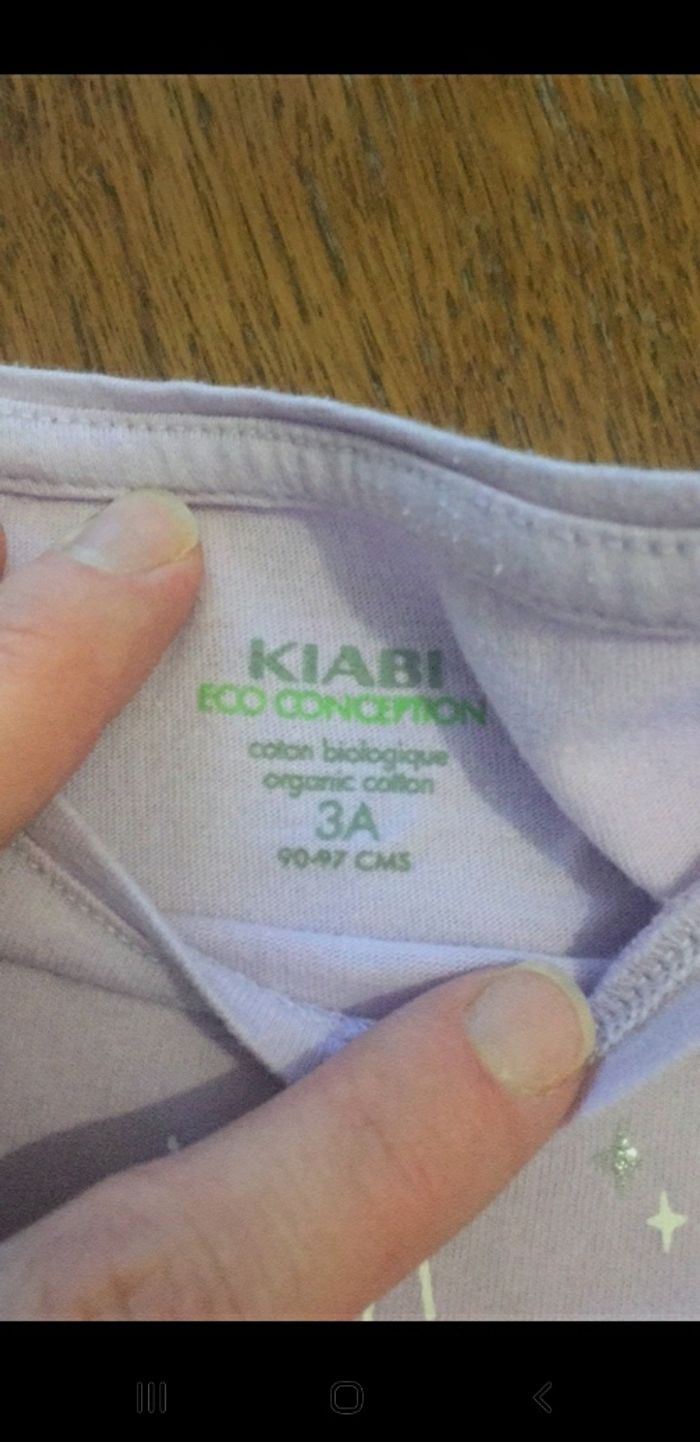 KIABI
ECO CONCEPTION
coton biologique
organic cotton
3A
90-97 CMS